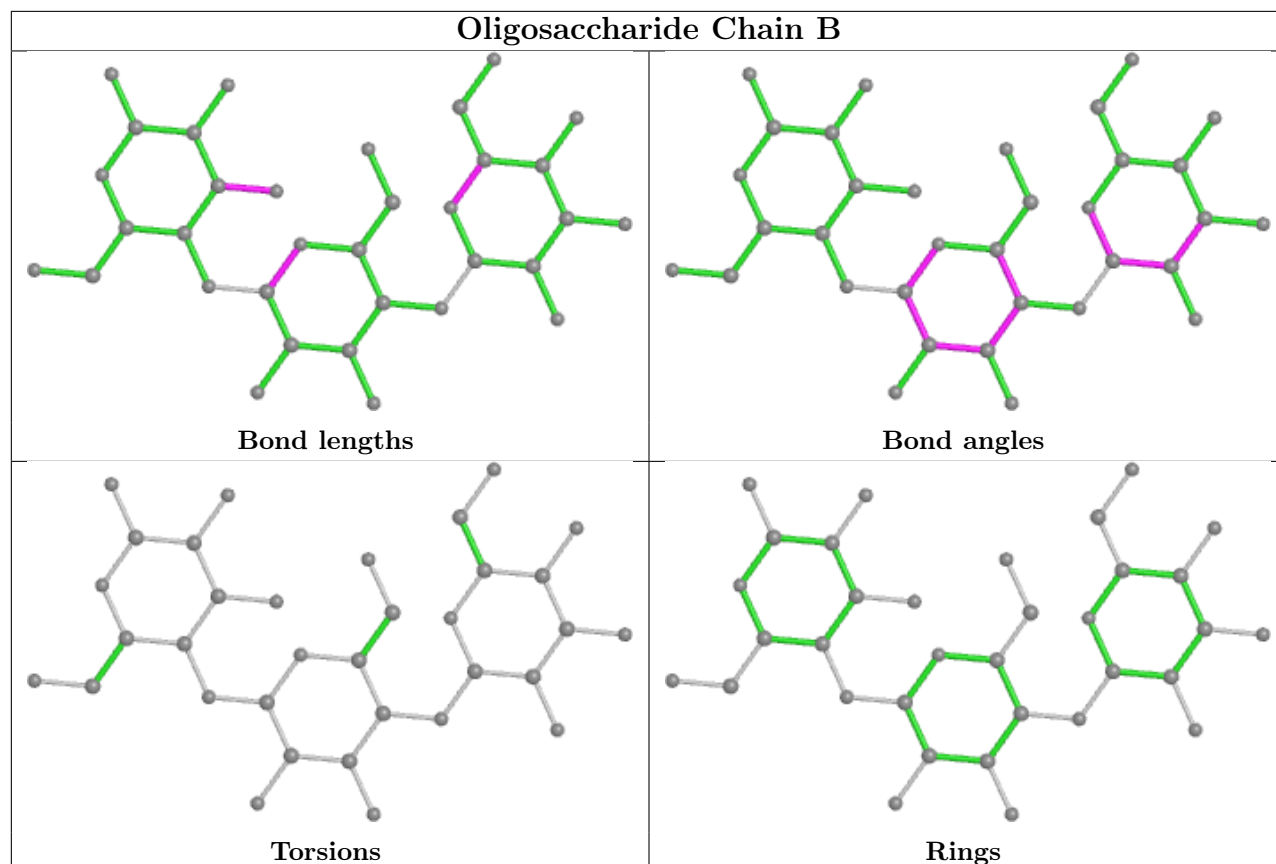 Oligosaccharide Chain B
Bond lengths
Bond angles
Torsions
Rings